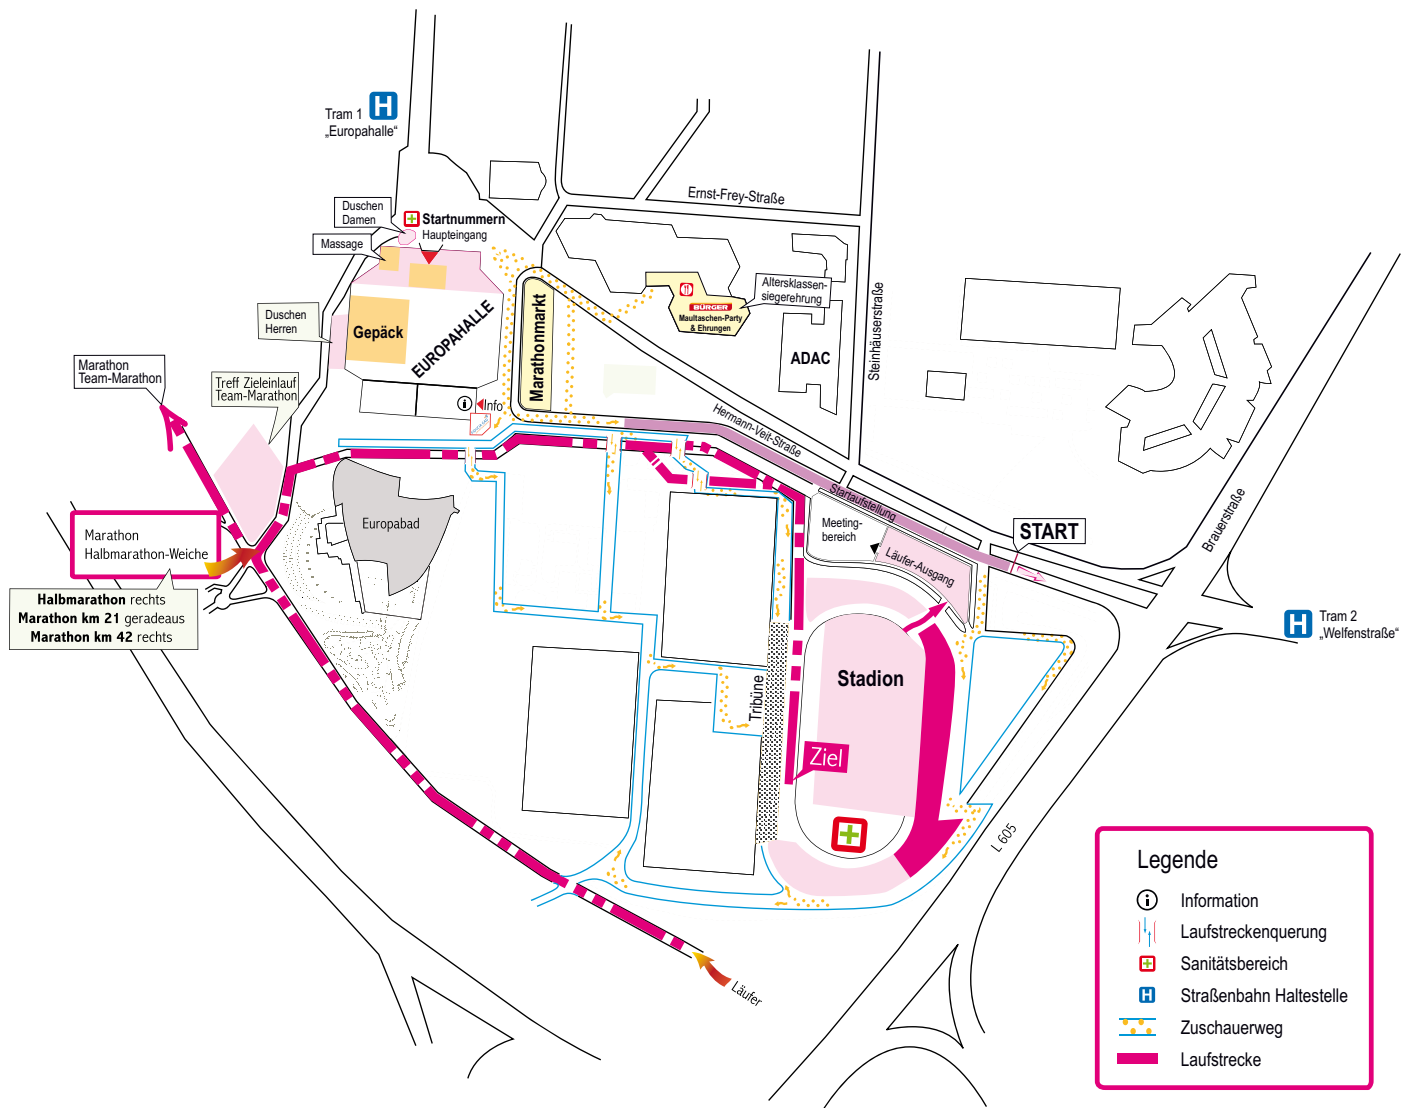 Tram 1
H
„Europahalle“
Ernst-Frey-Straße
Duschen
Damen
Startnummern
Haupteingang
Massage
Altersklassen-
siegerehrung
BÜRGER
Maultaschen-Party
& Ehrungen
Steinhäuserstraße
Duschen
Herren
Gepäck
EUROPAHALLE
Marathonmarkt
ADAC
Marathon
Team-Marathon
Treff Zieleinlauf
Team-Marathon
i
Info
Hermann-Veit-Straße
Startaufstellung
Meeting-
bereich
START
Brauerstraße
Europabad
Läufer-Ausgang
Marathon
Halbmarathon-Weiche
Halbmarathon rechts
Marathon km 21 geradeaus
Marathon km 42 rechts
H
Tram 2
„Welfenstraße“
Stadion
Tribüne
Ziel
L 605
Läufer
Legende
i Information
Laufstreckenquerung
Sanitätsbereich
H Straßenbahn Haltestelle
Zuschauerweg
Laufstrecke